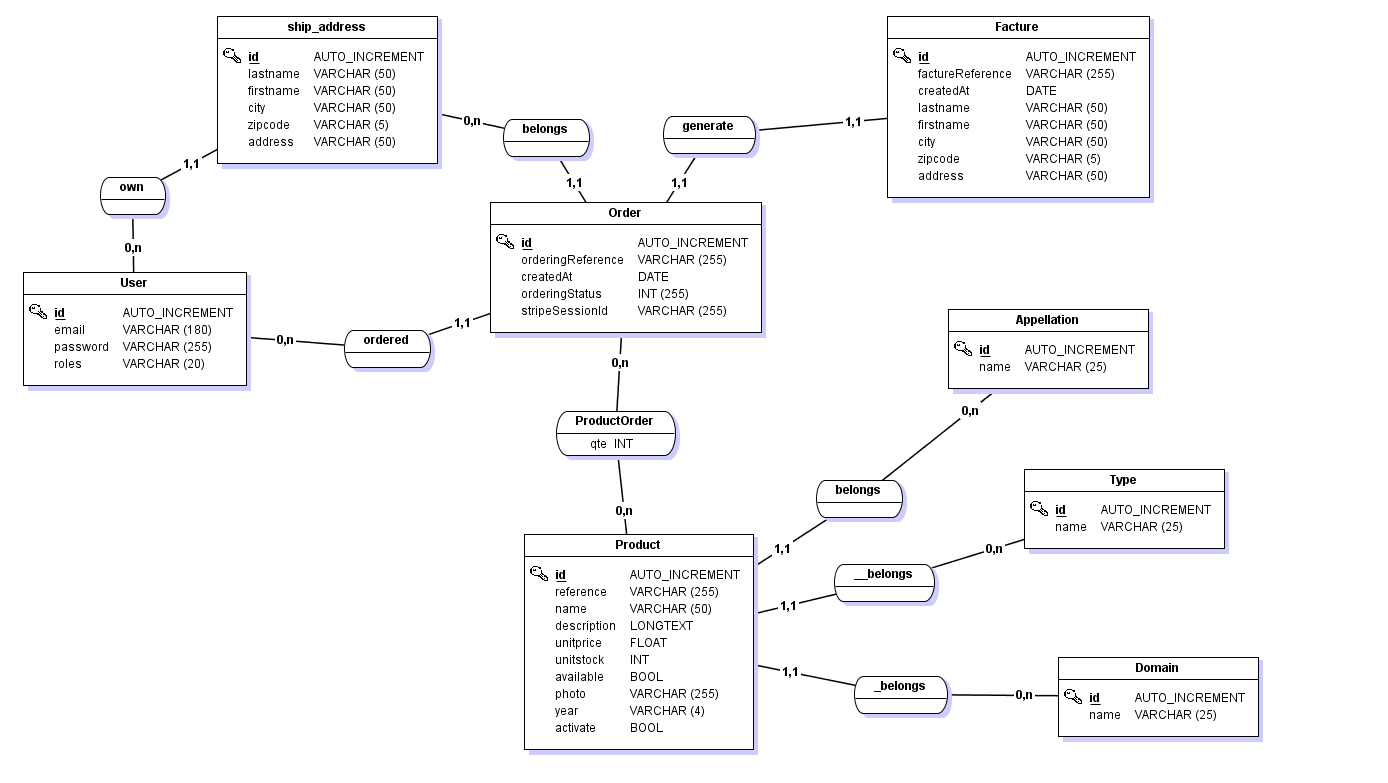 ship_address
id AUTO_INCREMENT
lastname VARCHAR (50)
firstname VARCHAR (50)
city VARCHAR (50)
zipcode VARCHAR (5)
address VARCHAR (50)
Facture
id AUTO_INCREMENT
factureReference VARCHAR (255)
createdAt DATE
lastname VARCHAR (50)
firstname VARCHAR (50)
city VARCHAR (50)
zipcode VARCHAR (5)
address VARCHAR (50)
0,n
belongs
1,1
generate
1,1
1,1
1,1
own
0,n
Order
id AUTO_INCREMENT
orderingReference VARCHAR (255)
createdAt DATE
orderingStatus INT (255)
stripeSessionId VARCHAR (255)
User
id AUTO_INCREMENT
email VARCHAR (180)
password VARCHAR (255)
roles VARCHAR (20)
0,n
ordered
1,1
0,n
ProductOrder
qte INT
0,n
Appellation
id AUTO_INCREMENT
name VARCHAR (25)
0,n
belongs
1,1
Type
id AUTO_INCREMENT
name VARCHAR (25)
0,n
__belongs
1,1
Product
id AUTO_INCREMENT
reference VARCHAR (255)
name VARCHAR (50)
description LONGTEXT
unitprice FLOAT
unitstock INT
available BOOL
photo VARCHAR (255)
year VARCHAR (4)
activate BOOL
1,1
_belongs
0,n
Domain
id AUTO_INCREMENT
name VARCHAR (25)